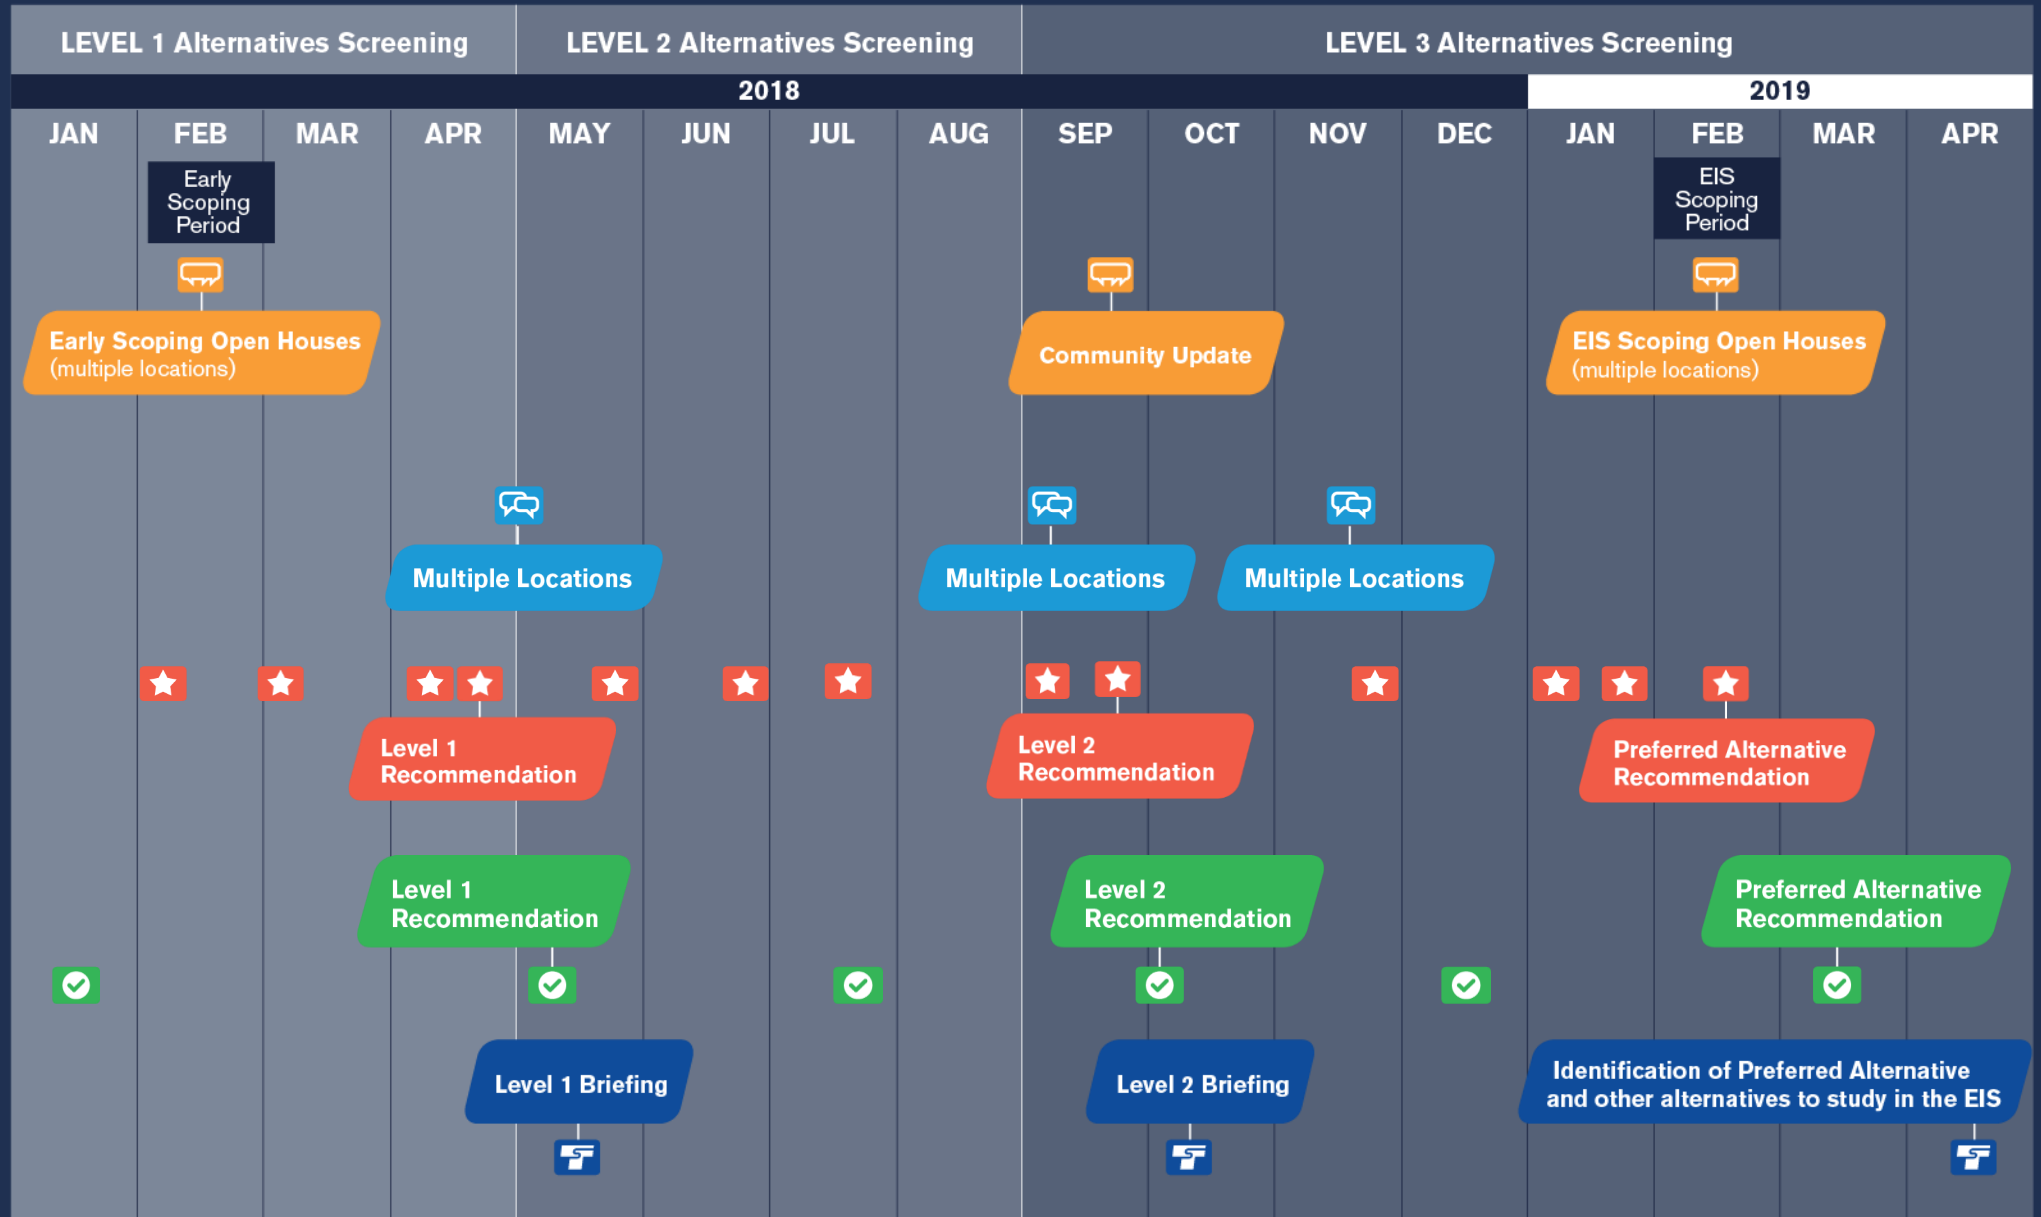 LEVEL 1 Alternatives Screening
LEVEL 2 Alternatives Screening
LEVEL 3 Alternatives Screening
2018
2019
JAN
FEB
MAR
APR
MAY
JUN
JUL
AUG
SEP
OCT
NOV
DEC
JAN
FEB
MAR
APR
Early
Scoping
Period
EIS
Scoping
Period
Early Scoping Open Houses
(multiple locations)
Community Update
EIS Scoping Open Houses
(multiple locations)
Multiple Locations
Multiple Locations
Multiple Locations
Level 1
Recommendation
Level 2
Recommendation
Preferred Alternative
Recommendation
Level 1
Recommendation
Level 2
Recommendation
Preferred Alternative
Recommendation
Level 1 Briefing
Level 2 Briefing
Identification of Preferred Alternative
and other alternatives to study in the EIS